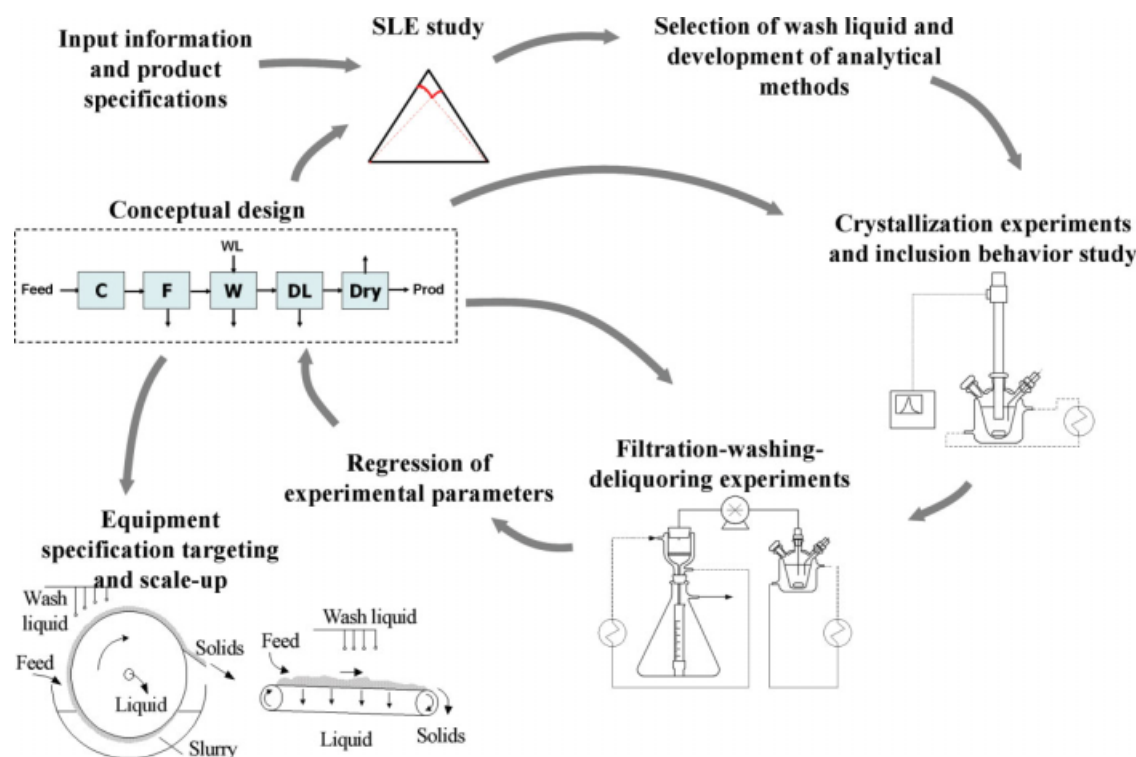 Input information
and product
specifications
SLE study
Selection of wash liquid and
development of analytical
methods
Conceptual design
WL
Feed
C
F
W
DL
Dry
Prod
Crystallization experiments
and inclusion behavior study
Filtration-washing-
deliquoring experiments
Regression of
experimental parameters
Equipment
specification targeting
and scale-up
Wash
liquid
Feed
Solids
Liquid
Slurry
Wash liquid
Feed
Liquid
Solids